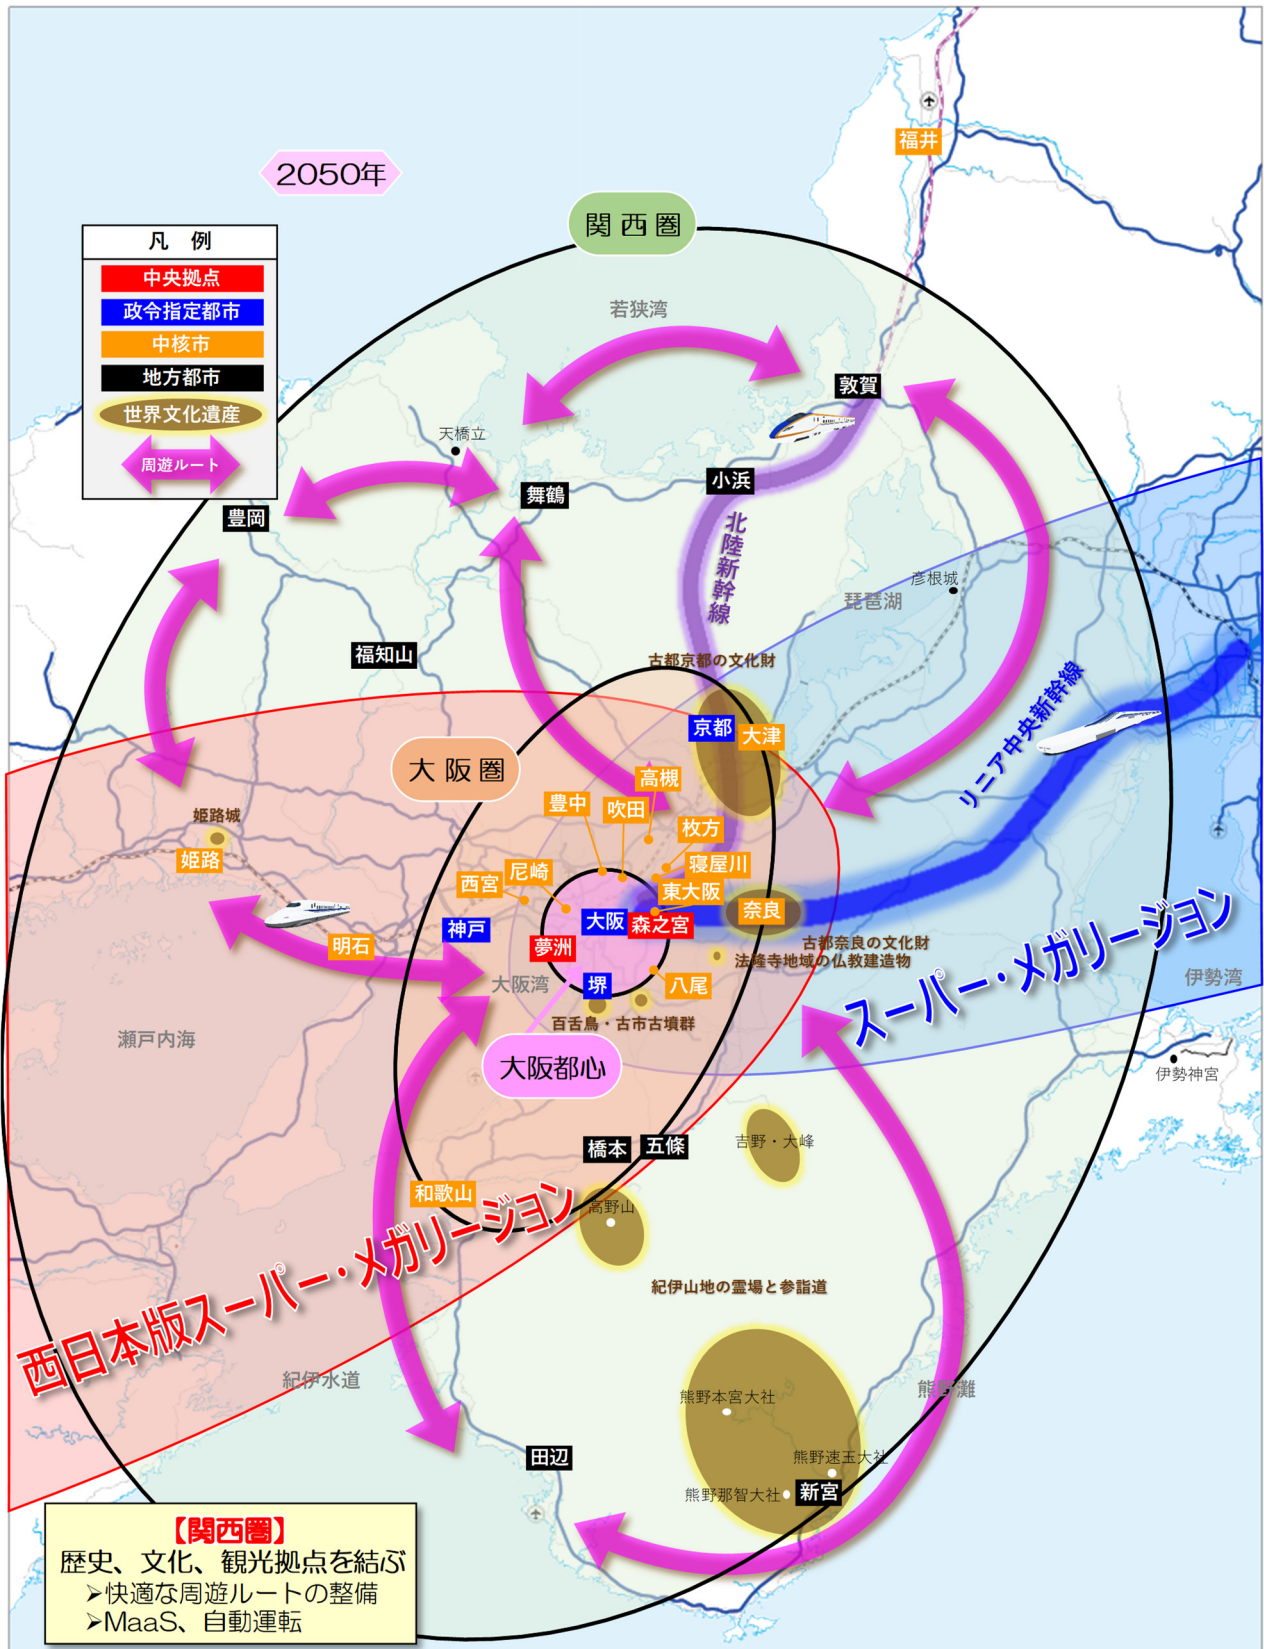 福井
2050年
関西圏
凡 例
中央拠点
政令指定都市
中核市
地方都市
世界文化遺産
周遊ルート
若狭湾
敦賀
天橋立
小浜
舞鶴
豊岡
北陸新幹線
彦根城
琵琶湖
福知山
古都京都の文化財
京都
大津
リニア中央新幹線
大阪圏
高槻
豊中
吹田
姫路城
枚方
姫路
尼崎
寝屋川
西宮
東大阪
大阪
森之宮
奈良
神戸
明石
夢洲
古都奈良の文化財
法隆寺地域の仏教建造物
スーパー・メガリージョン
伊勢湾
大阪湾
堺
八尾
百舌鳥・古市古墳群
瀬戸内海
大阪都心
伊勢神宮
橋本
五條
吉野・大峰
和歌山
高野山
紀伊山地の霊場と参詣道
西日本版スーパー・メガリージョン
紀伊水道
熊野灘
熊野本宮大社
田辺
熊野速玉大社
熊野那智大社
新宮
【関西圏】
歴史、文化、観光拠点を結ぶ
➢快適な周遊ルートの整備
➢MaaS、自動運転